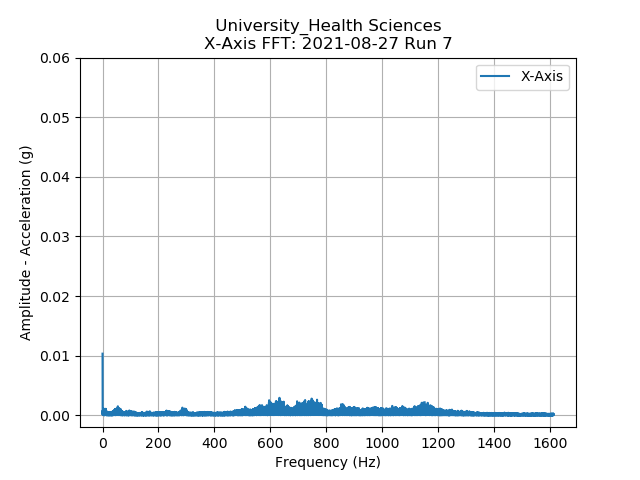 University_Health Sciences
X-Axis FFT: 2021-08-27 Run 7
X-Axis
0.06
0.05
0.04
0.03
0.02
0.01
0.00
Amplitude - Acceleration (g)
0 200 400 600 800 1000 1200 1400 1600
Frequency (Hz)